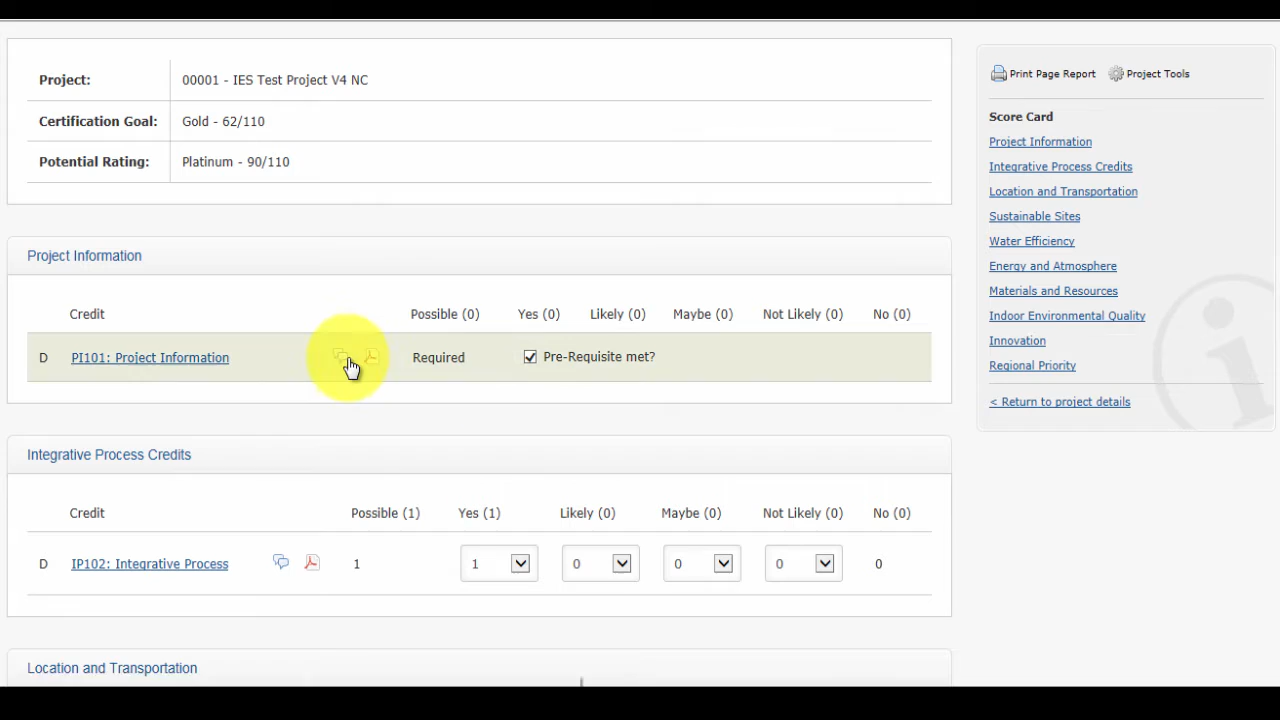 Project: 00001 - IES Test Project V4 NC
Certification Goal: Gold - 62/110
Potential Rating: Platinum - 90/110
Project Information
Credit Possible (0) Yes (0) Likely (0) Maybe (0) Not Likely (0) No (0)
D PI101: Project Information Required Pre-Requisite met?
Integrative Process Credits
Credit Possible (1) Yes (1) Likely (0) Maybe (0) Not Likely (0) No (0)
D IP102: Integrative Process 1 1 0 0 0 0
Location and Transportation
Print Page Report Project Tools
Score Card
Project Information
Integrative Process Credits
Location and Transportation
Sustainable Sites
Water Efficiency
Energy and Atmosphere
Materials and Resources
Indoor Environmental Quality
Innovation
Regional Priority
< Return to project details